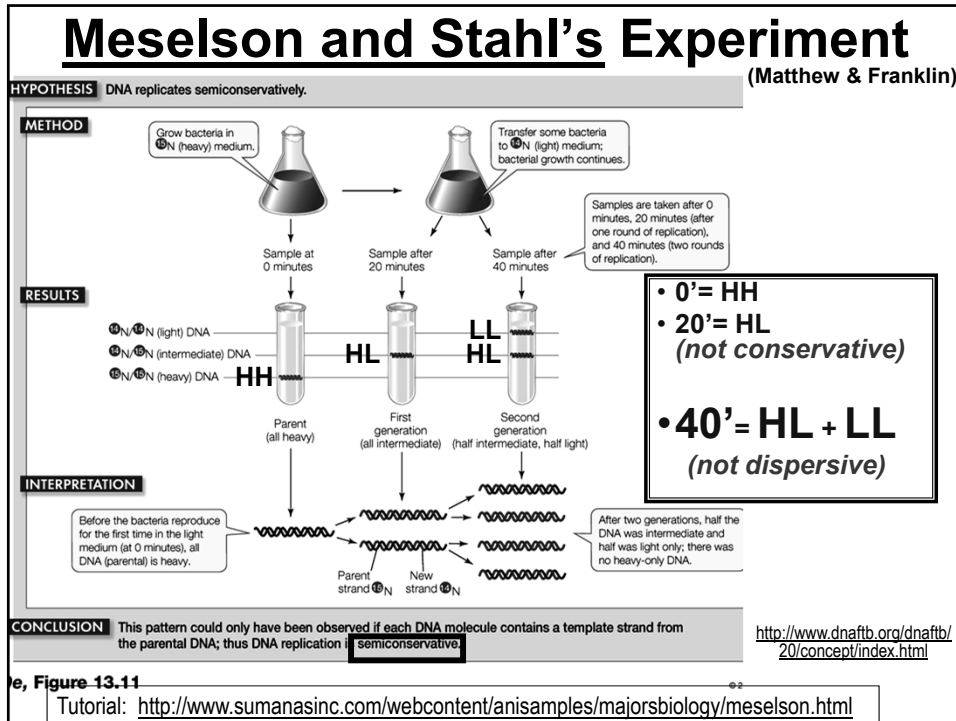 Meselson and Stahl's Experiment
(Matthew & Franklin)
HYPOTHESIS DNA replicates semiconservatively.
METHOD
Grow bacteria in
15N (heavy) medium.
Transfer some bacteria
to 14N (light) medium;
bacterial growth continues.
Samples are taken after 0
minutes, 20 minutes (after
one round of replication),
and 40 minutes (two rounds
of replication).
Sample at
0 minutes
Sample after
20 minutes
Sample after
40 minutes
RESULTS
14N/14N (light) DNA
14N/15N (intermediate) DNA
15N/15N (heavy) DNA
HH
HL
LL
HL
Parent
(all heavy)
First
generation
(all intermediate)
Second
generation
(half intermediate, half light)
• 0'= HH
• 20'= HL
(not conservative)
• 40'= HL + LL
(not dispersive)
INTERPRETATION
Before the bacteria reproduce
for the first time in the light
medium (at 0 minutes), all
DNA (parental) is heavy.
Parent
strand 15N
New
strand 14N
After two generations, half the
DNA was intermediate and
half was light only; there was
no heavy-only DNA.
CONCLUSION This pattern could only have been observed if each DNA molecule contains a template strand from
the parental DNA; thus DNA replication i semiconservative.
http://www.dnaftb.org/dnaftb/
20/concept/index.html
e, Figure 13.11
© 2
Tutorial: http://www.sumanasinc.com/webcontent/anisamples/majorsbiology/meselson.html